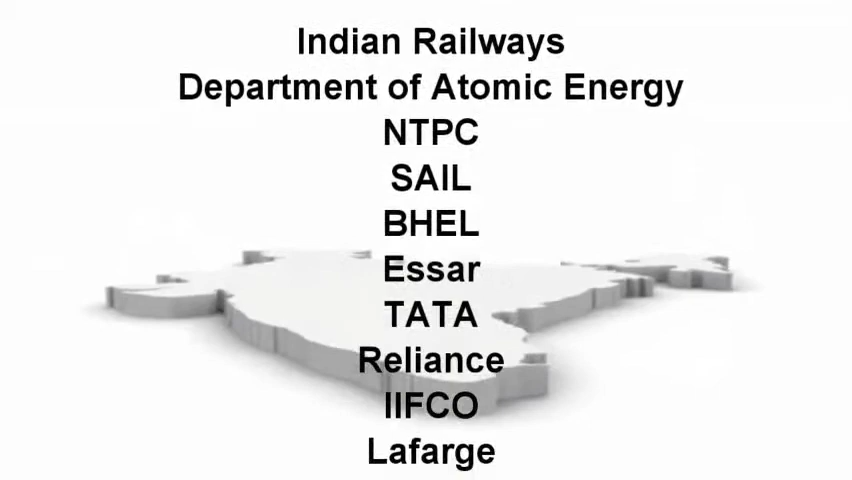 Indian Railways
Department of Atomic Energy
NTPC
SAIL
BHEL
Essar
TATA
Reliance
IIFCO
Lafarge